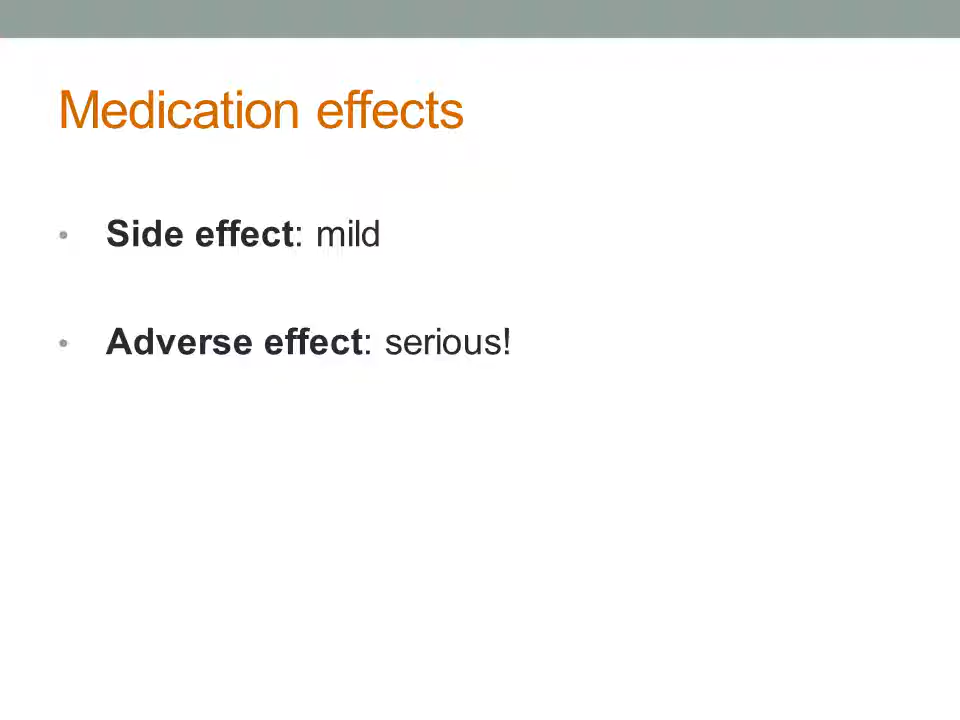 Medication effects
• Side effect: mild
• Adverse effect: serious!